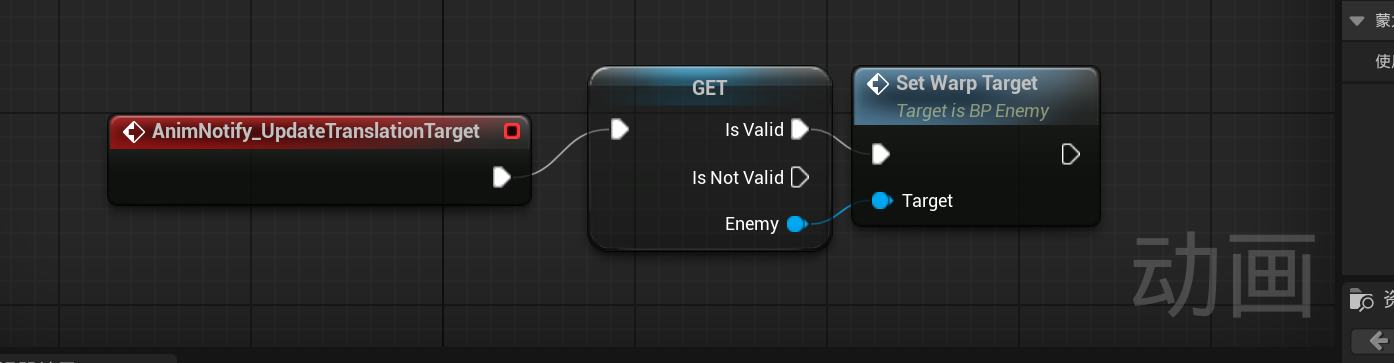 AnimNotify_UpdateTranslationTarget
GET
Is Valid
Is Not Valid
Enemy
Set Warp Target
Target is BP Enemy
Target
动画
蒙
使
资